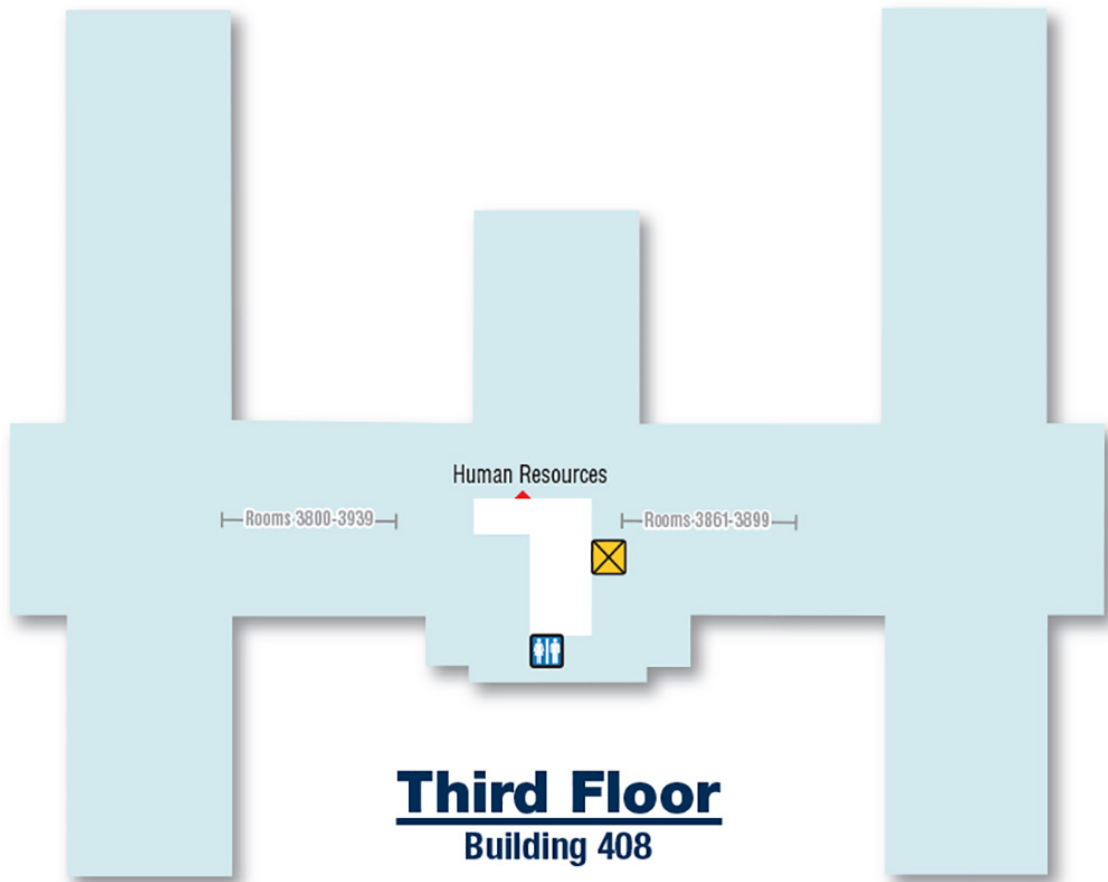 Human Resources
Rooms 3800-3939
Rooms 3861-3899
Third Floor
Building 408